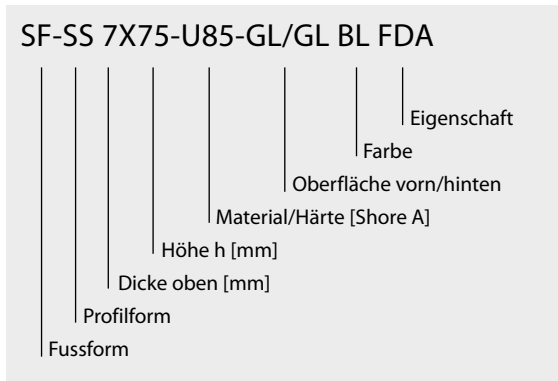 SF-SS 7X75-U85-GL/GL BL FDA
Eigenschaft
Farbe
Oberfläche vorn/hinten
Material/Härte [Shore A]
Höhe h [mm]
Dicke oben [mm]
Profilform
Fussform